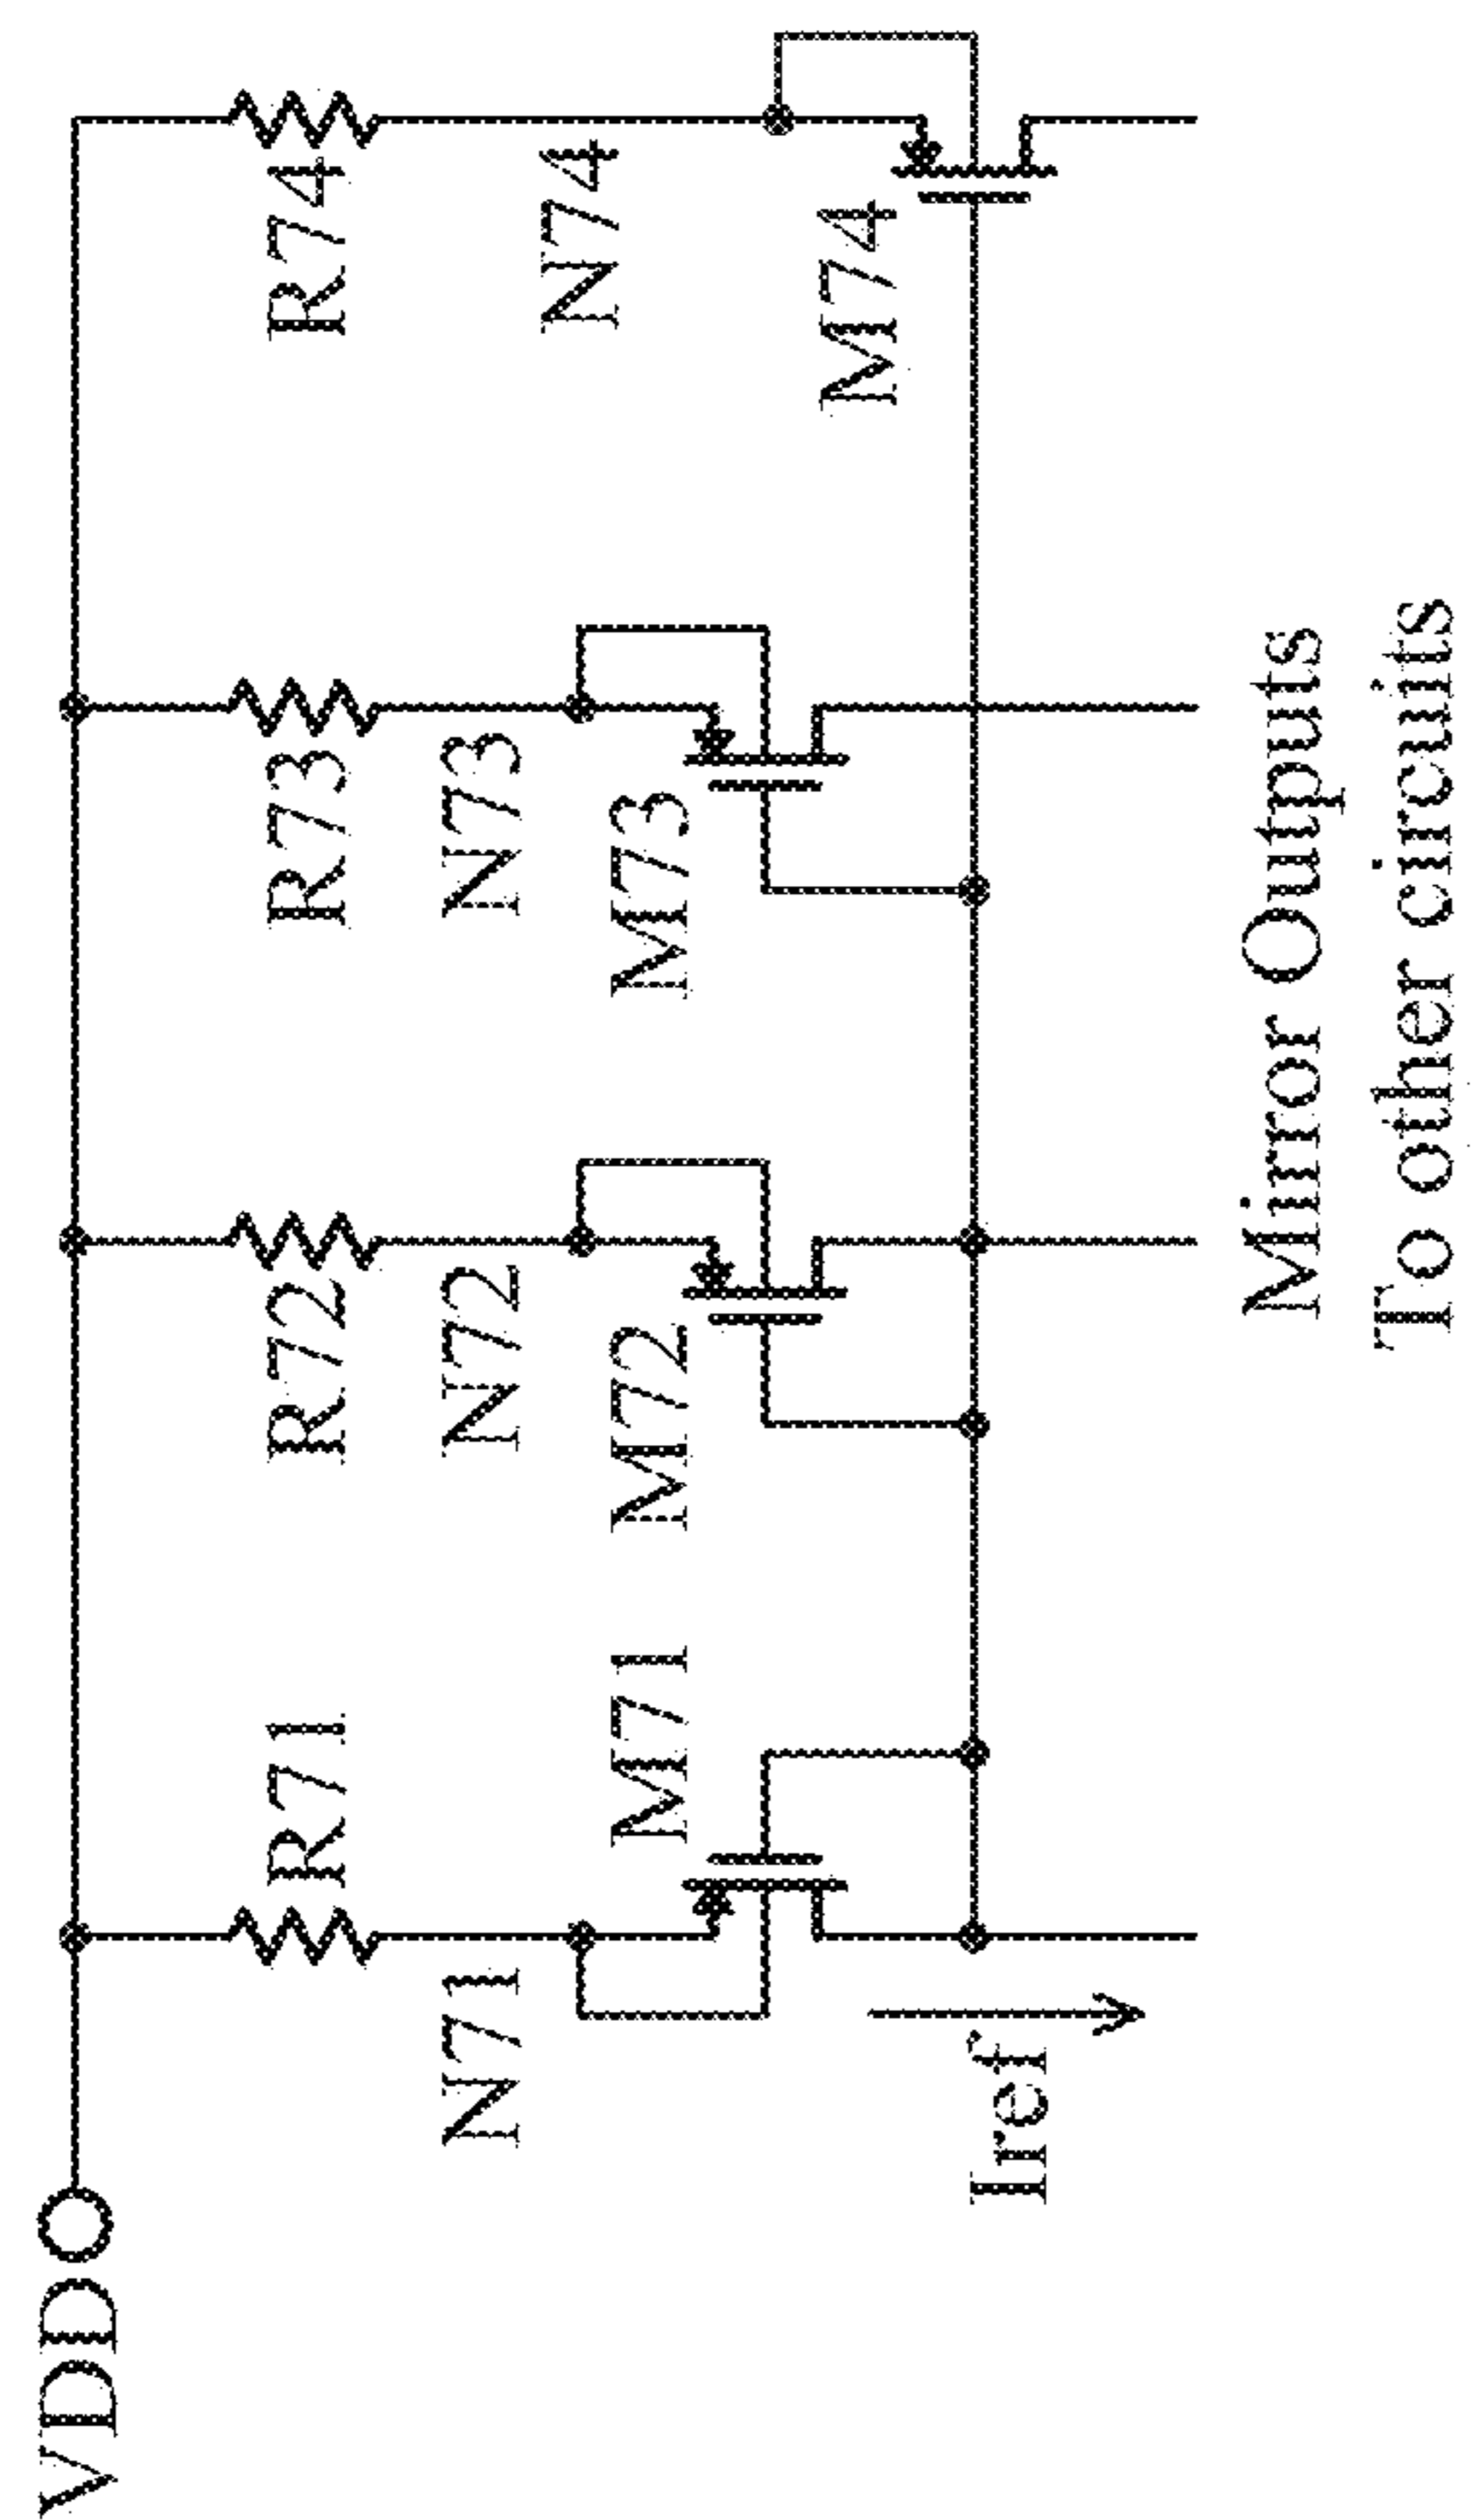 VDD
R71
R72
R73
R74
N71
N72
N73
N74
M71
M72
M73
M74
Iref
Mirror Outputs
To other circuits